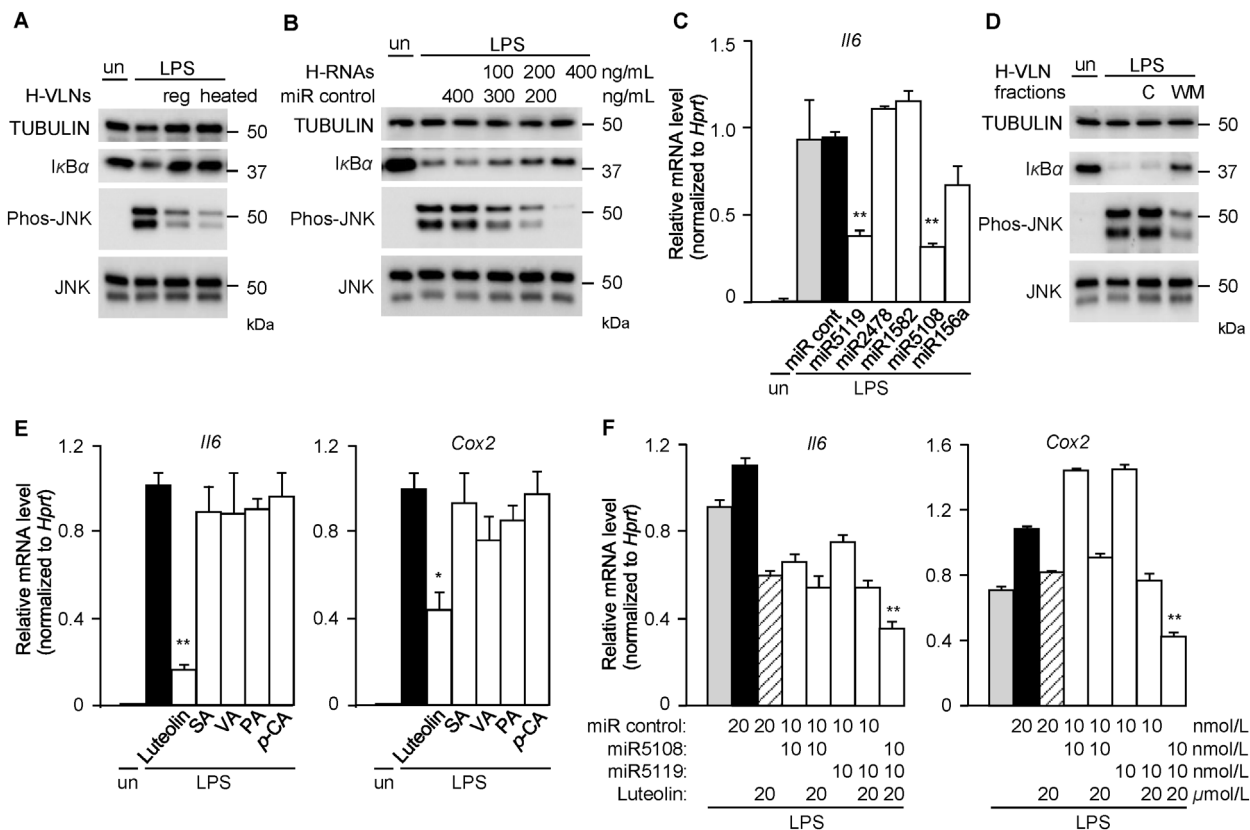 A
un
LPS
H-VLNs
reg heated
TUBULIN
50
IκBα
37
Phos-JNK
50
JNK
50
kDa
B
un
LPS
H-RNAs 100 200 400 ng/mL
miR control 400 300 200 ng/mL
TUBULIN
50
IκBα
37
Phos-JNK
50
JNK
50
kDa
C
Il6
Relative mRNA level
(normalized to Hprt)
1.5
1.0
0.5
0
**
**
miR cont
miR5119
miR2478
miR1582
miR5108
miR156a
un
LPS
D
H-VLN
fractions
un
LPS
C WM
TUBULIN
50
IκBα
37
Phos-JNK
50
JNK
50
kDa
E
Il6
Relative mRNA level
(normalized to Hprt)
1.2
0.8
0.4
0
**
Luteolin
SA
VA
PA
p-CA
un
LPS
Cox2
1.2
0.8
0.4
0
*
Luteolin
SA
VA
PA
p-CA
un
LPS
F
Il6
Relative mRNA level
(normalized to Hprt)
1.2
0.8
0.4
0
**
Cox2
1.6
1.2
0.8
0.4
0
**
miR control: 20 20 10 10 10 10 20 20 10 10 10 10 nmol/L
miR5108: 10 10 10 10 10 10 nmol/L
miR5119: 10 10 10 10 10 10 nmol/L
Luteolin: 20 20 20 20 20 20 20 20 μmol/L
LPS
LPS